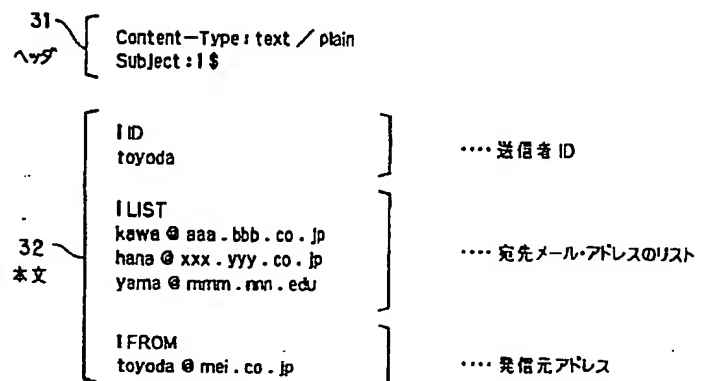 31
ヘッダ
Content-Type: text / plain
Subject : ! $
32
本文
! ID
toyoda
···· 送信者 ID
! LIST
kawa @ aaa . bbb . co . jp
hana @ xxx . yyy . co . jp
yama @ mmm . nnn . edu
···· 宛先メール・アドレスのリスト
! FROM
toyoda @ mei . co . jp
···· 発信元アドレス